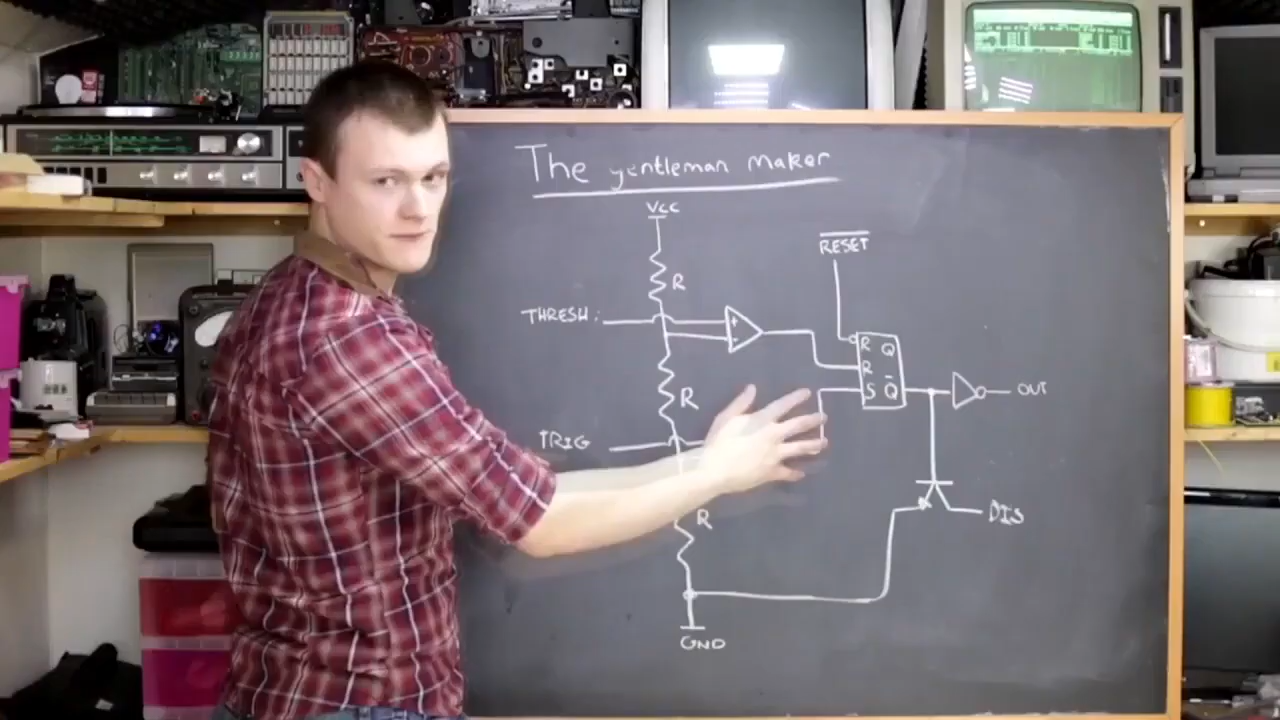 The gentleman maker
Vcc
RESET
R
THRESH
+
-
R Q
R
S Q̅
R
OUT
TRIG
R
DIS
GND